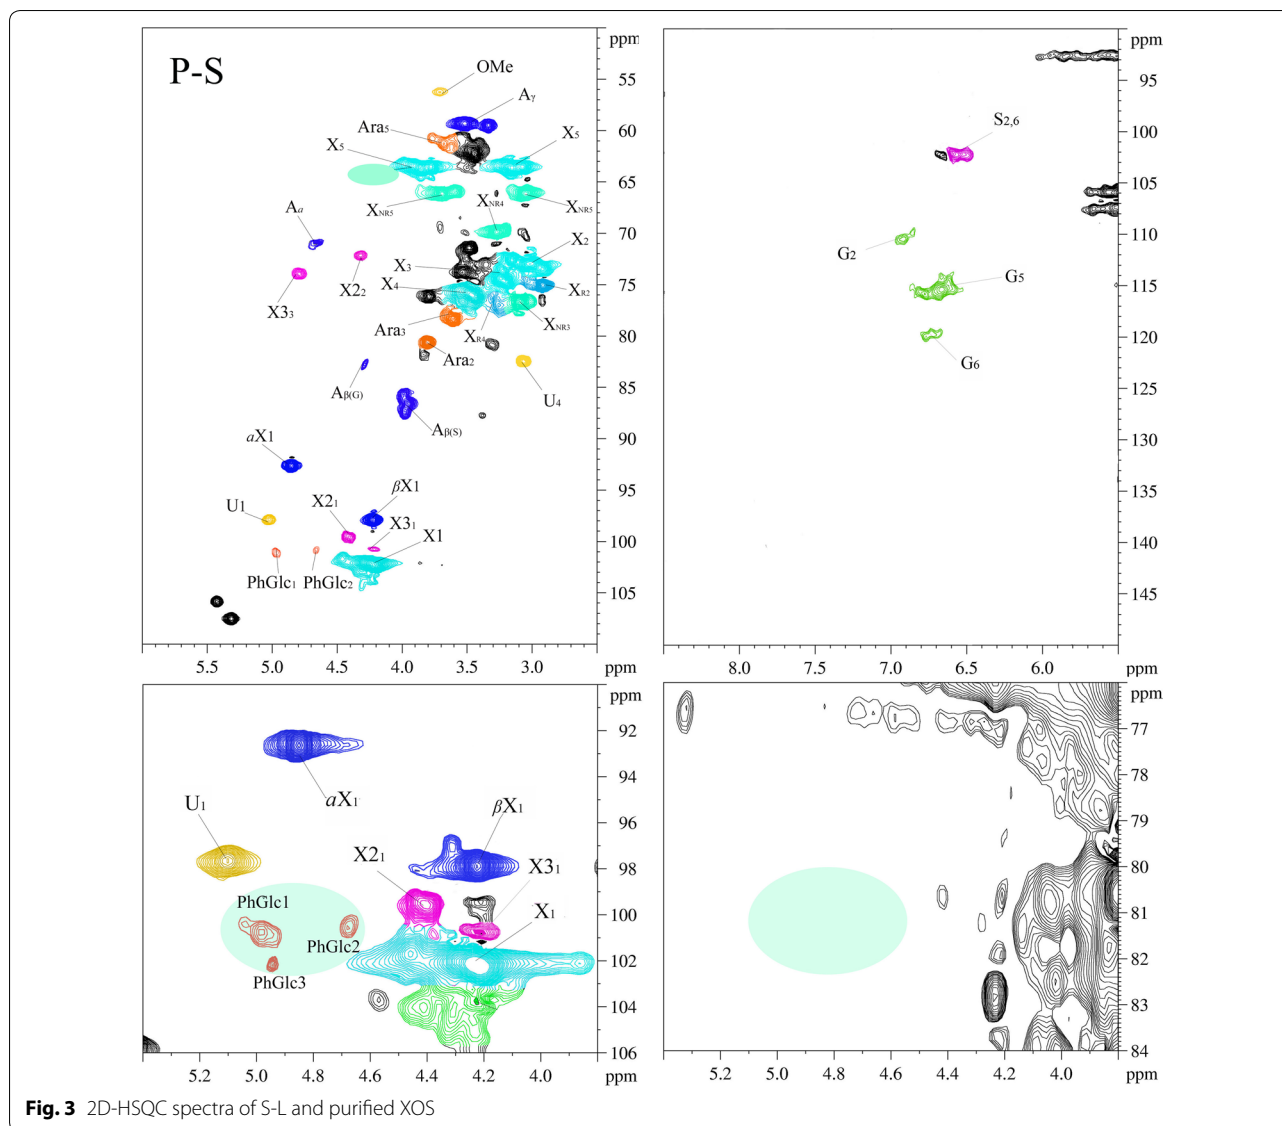 P-S
ppm
55
60
65
70
75
80
85
90
95
100
105
5.5 5.0 4.5 4.0 3.5 3.0 ppm
OMe
Aγ
Ara5
X5
X5
XNR5
XNR4
XNR5
Aα
X2
X3
X22
X33
X4
XR2
Ara3
XR4
XNR3
Ara2
Aβ(G)
U4
Aβ(S)
αX1
U1
X21
βX1
X31
X1
PhGlc1
PhGlc2
ppm
95
100
105
110
115
120
125
130
135
140
145
8.0 7.5 7.0 6.5 6.0 ppm
S2,6
G2
G5
G6
ppm
92
94
96
98
100
102
104
106
5.2 5.0 4.8 4.6 4.4 4.2 4.0 ppm
αX1
U1
βX1
X21
X31
PhGlc1
X1
PhGlc2
PhGlc3
ppm
77
78
79
80
81
82
83
84
5.2 5.0 4.8 4.6 4.4 4.2 4.0 ppm
Fig. 3 2D-HSQC spectra of S-L and purified XOS